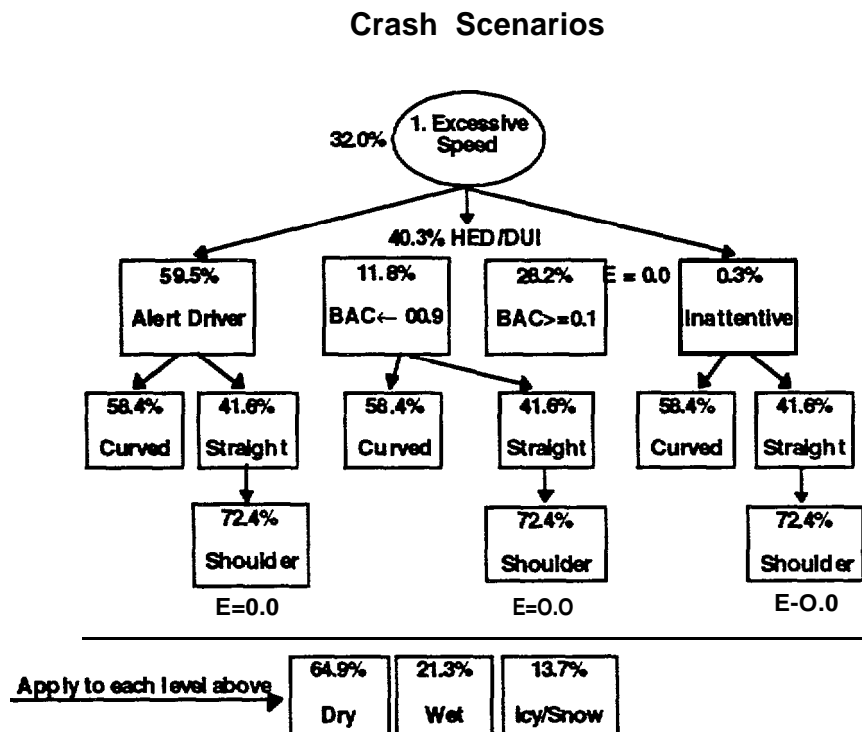 Crash Scenarios
32.0%
1. Excessive
Speed
40.3% HED/DUI
59.5%
Alert Driver
11.8%
BAC← 00.9
28.2%
BAC>=0.1
E = 0.0
0.3%
Inattentive
58.4%
Curved
41.6%
Straight
58.4%
Curved
41.6%
Straight
58.4%
Curved
41.6%
Straight
72.4%
Shoulder
72.4%
Shoulder
72.4%
Shoulder
E=0.0
E=O.O
E-O.0
Apply to each level above
64.9%
Dry
21.3%
Wet
13.7%
Icy/Snow